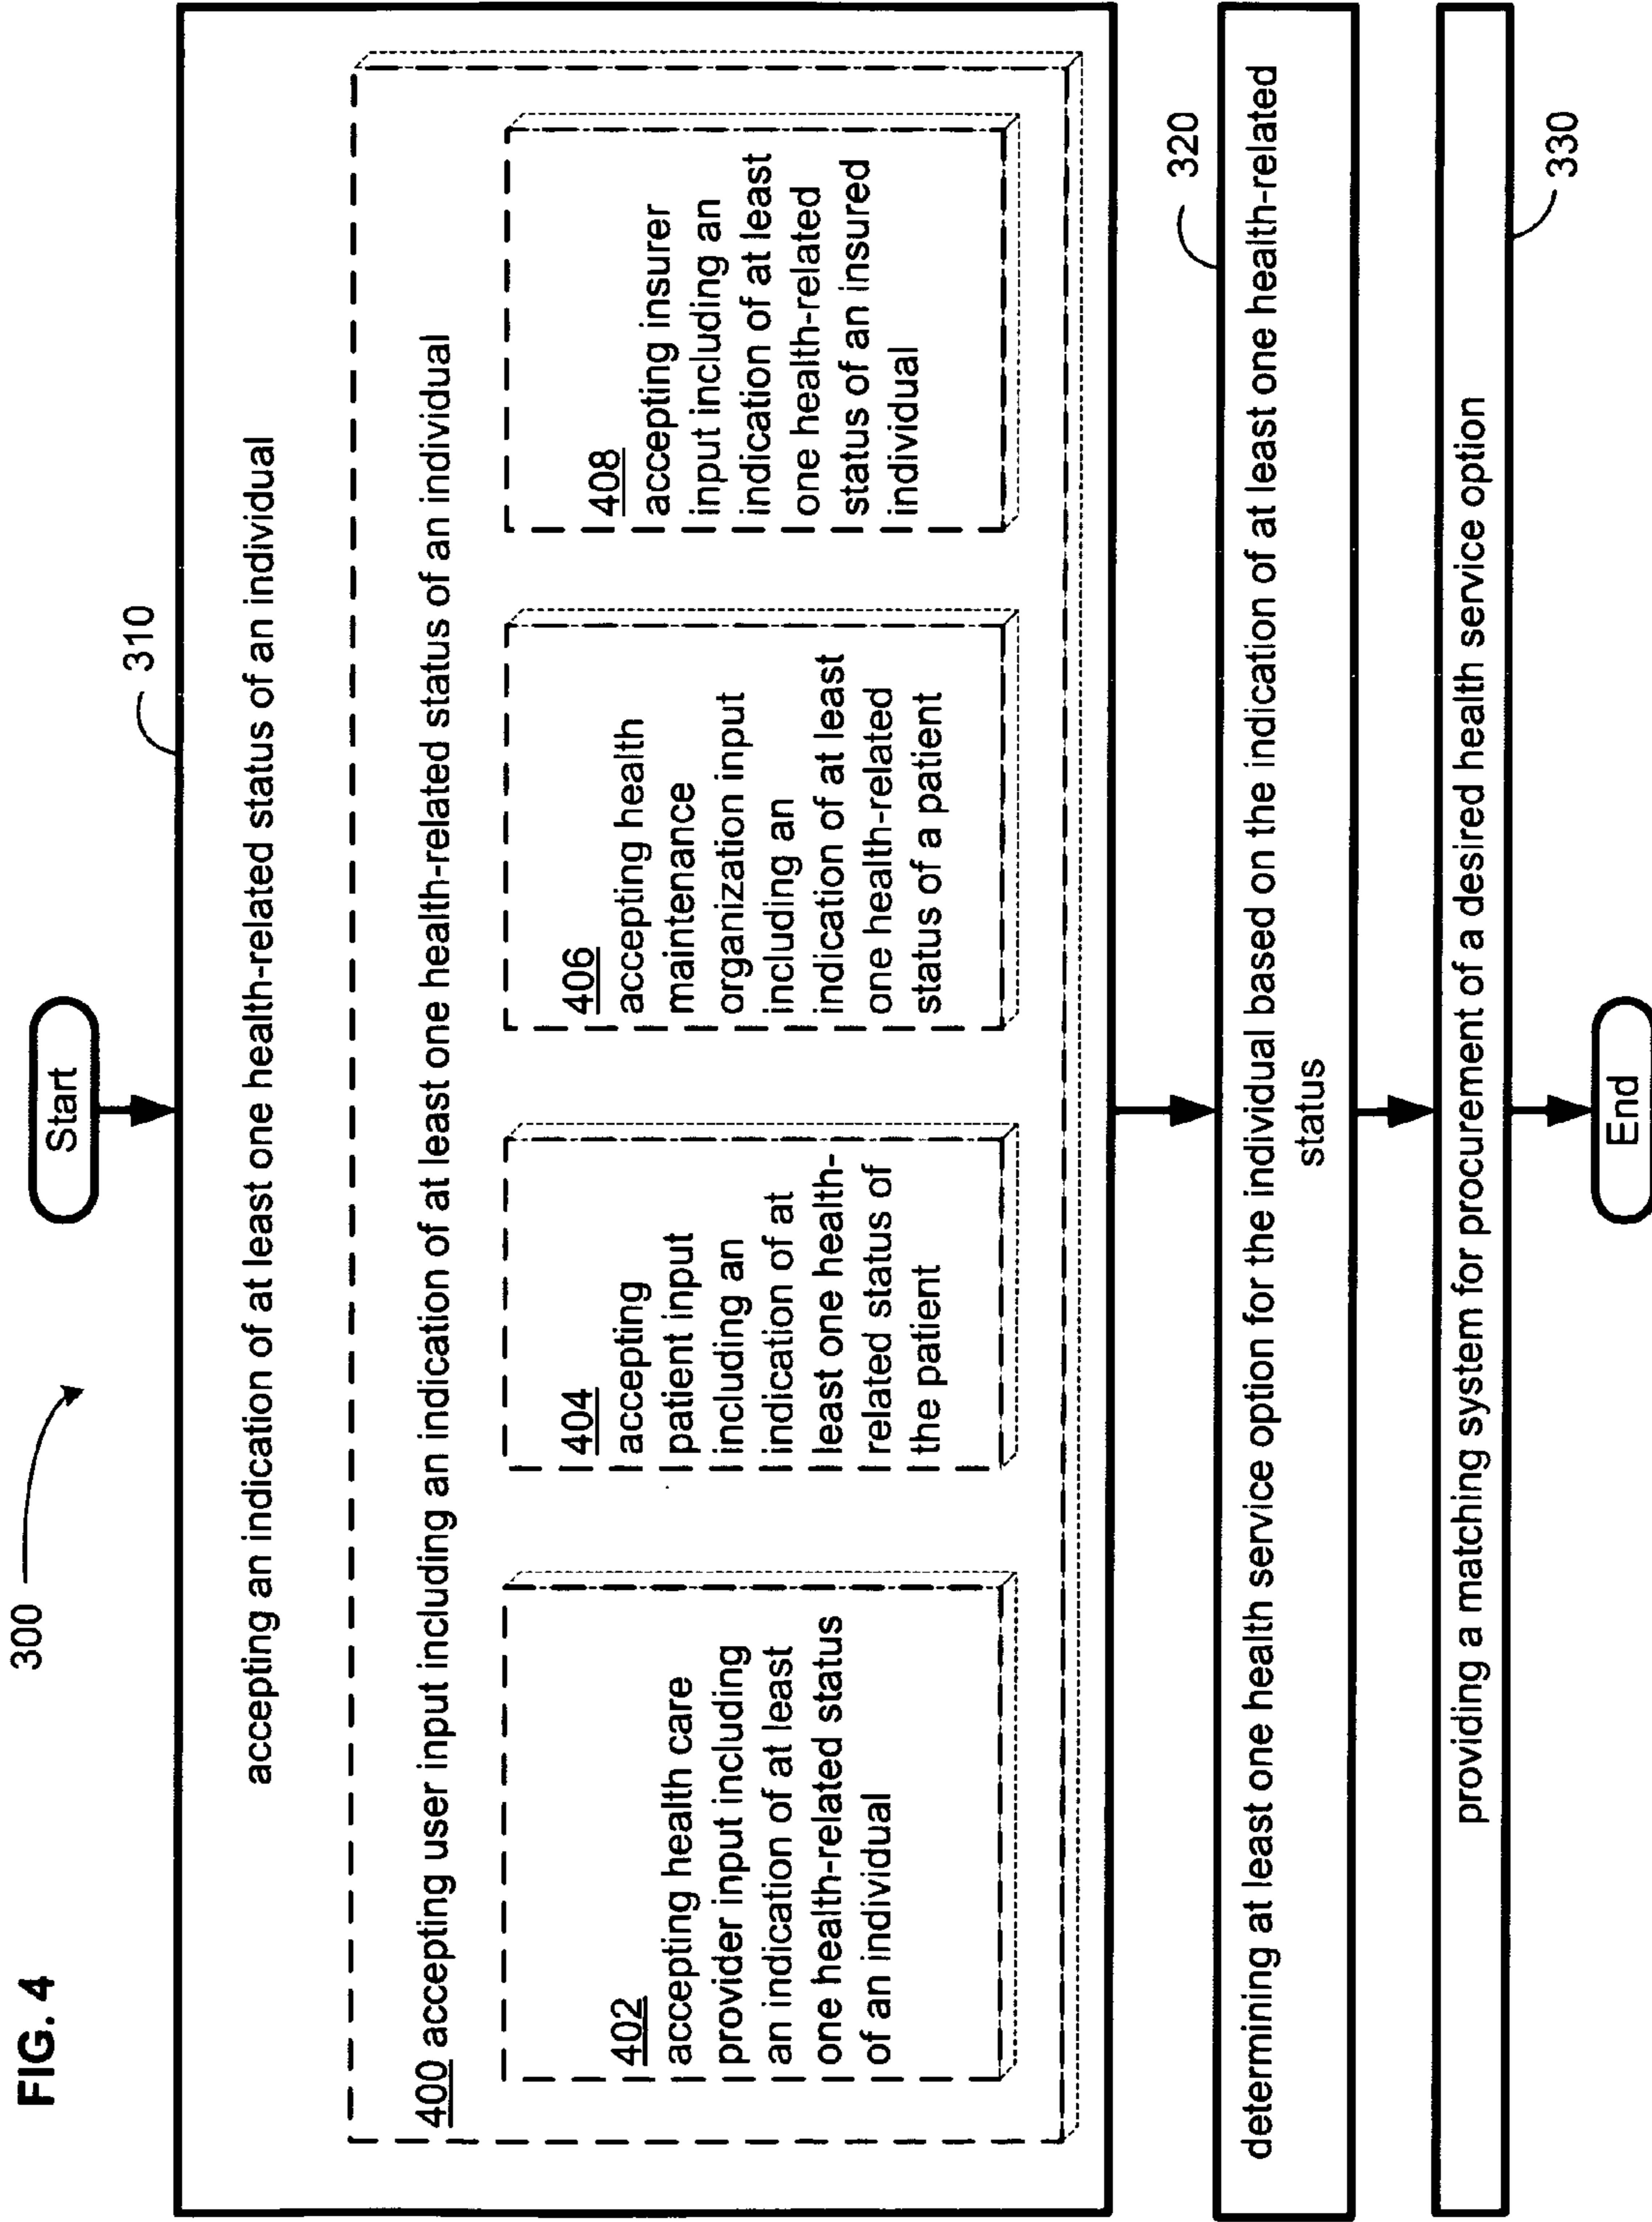 FIG. 4
300
Start
310
accepting an indication of at least one health-related status of an individual
400 accepting user input including an indication of at least one health-related status of an individual
402
accepting health care
provider input including
an indication of at least
one health-related status
of an individual
404
accepting
patient input
including an
indication of at
least one health-
related status of
the patient
406
accepting health
maintenance
organization input
including an
indication of at least
one health-related
status of a patient
408
accepting insurer
input including an
indication of at least
one health-related
status of an insured
individual
320
determining at least one health service option for the individual based on the indication of at least one health-related
status
330
providing a matching system for procurement of a desired health service option
End